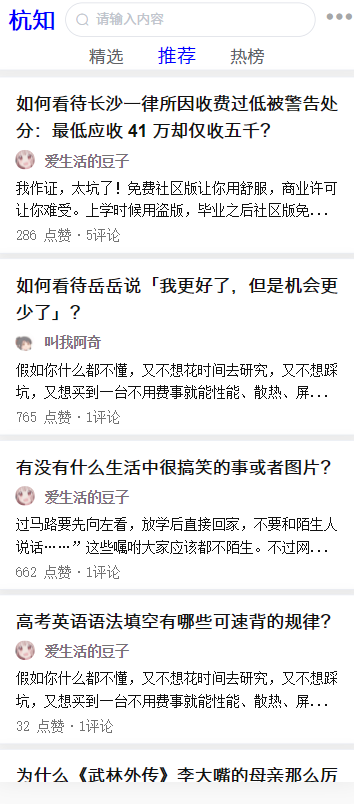 杭知 请输入内容
精选 推荐 热榜
如何看待长沙一律所因收费过低被警告处
分：最低应收 41 万却仅收五千？
爱生活的豆子
我作证，太坑了！免费社区版让你用舒服，商业许可
让你难受。上学时候用盗版，毕业之后社区版免...
286 点赞·5评论
如何看待岳岳说「我更好了，但是机会更
少了」？
叫我阿奇
假如你什么都不懂，又不想花时间去研究，又不想踩
坑，又想买到一台不用费事就能性能、散热、屏...
765 点赞·1评论
有没有什么生活中很搞笑的事或者图片？
爱生活的豆子
过马路要先向左看，放学后直接回家，不要和陌生人
说话……”这些嘱咐大家应该都不陌生。不过网...
662 点赞·1评论
高考英语语法填空有哪些可速背的规律？
爱生活的豆子
假如你什么都不懂，又不想花时间去研究，又不想踩
坑，又想买到一台不用费事就能性能、散热、屏...
32 点赞·1评论
为什么《武林外传》李大嘴的母亲那么厉